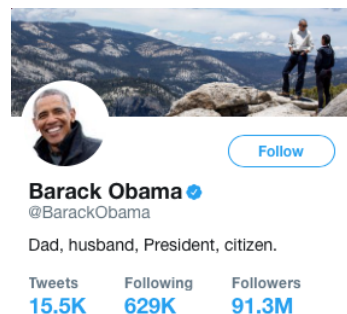 Follow
Barack Obama
@BarackObama
Dad, husband, President, citizen.
Tweets Following Followers
15.5K 629K 91.3M